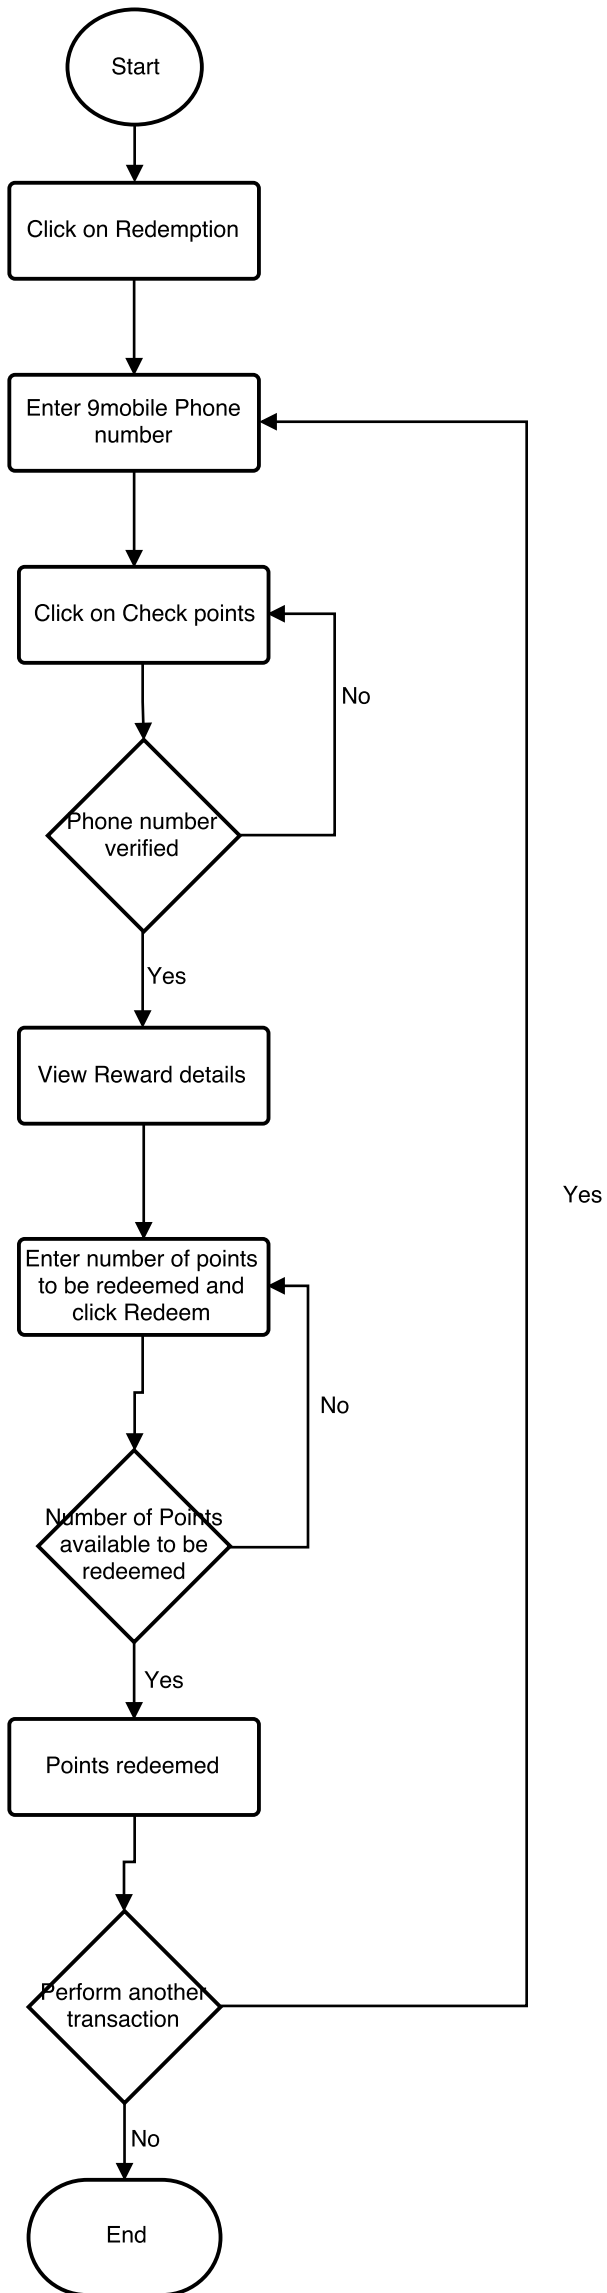 Start
Click on Redemption
Enter 9mobile Phone
number
Click on Check points
No
Phone number
verified
Yes
View Reward details
Yes
Enter number of points
to be redeemed and
click Redeem
No
Number of Points
available to be
redeemed
Yes
Points redeemed
Perform another
transaction
No
End